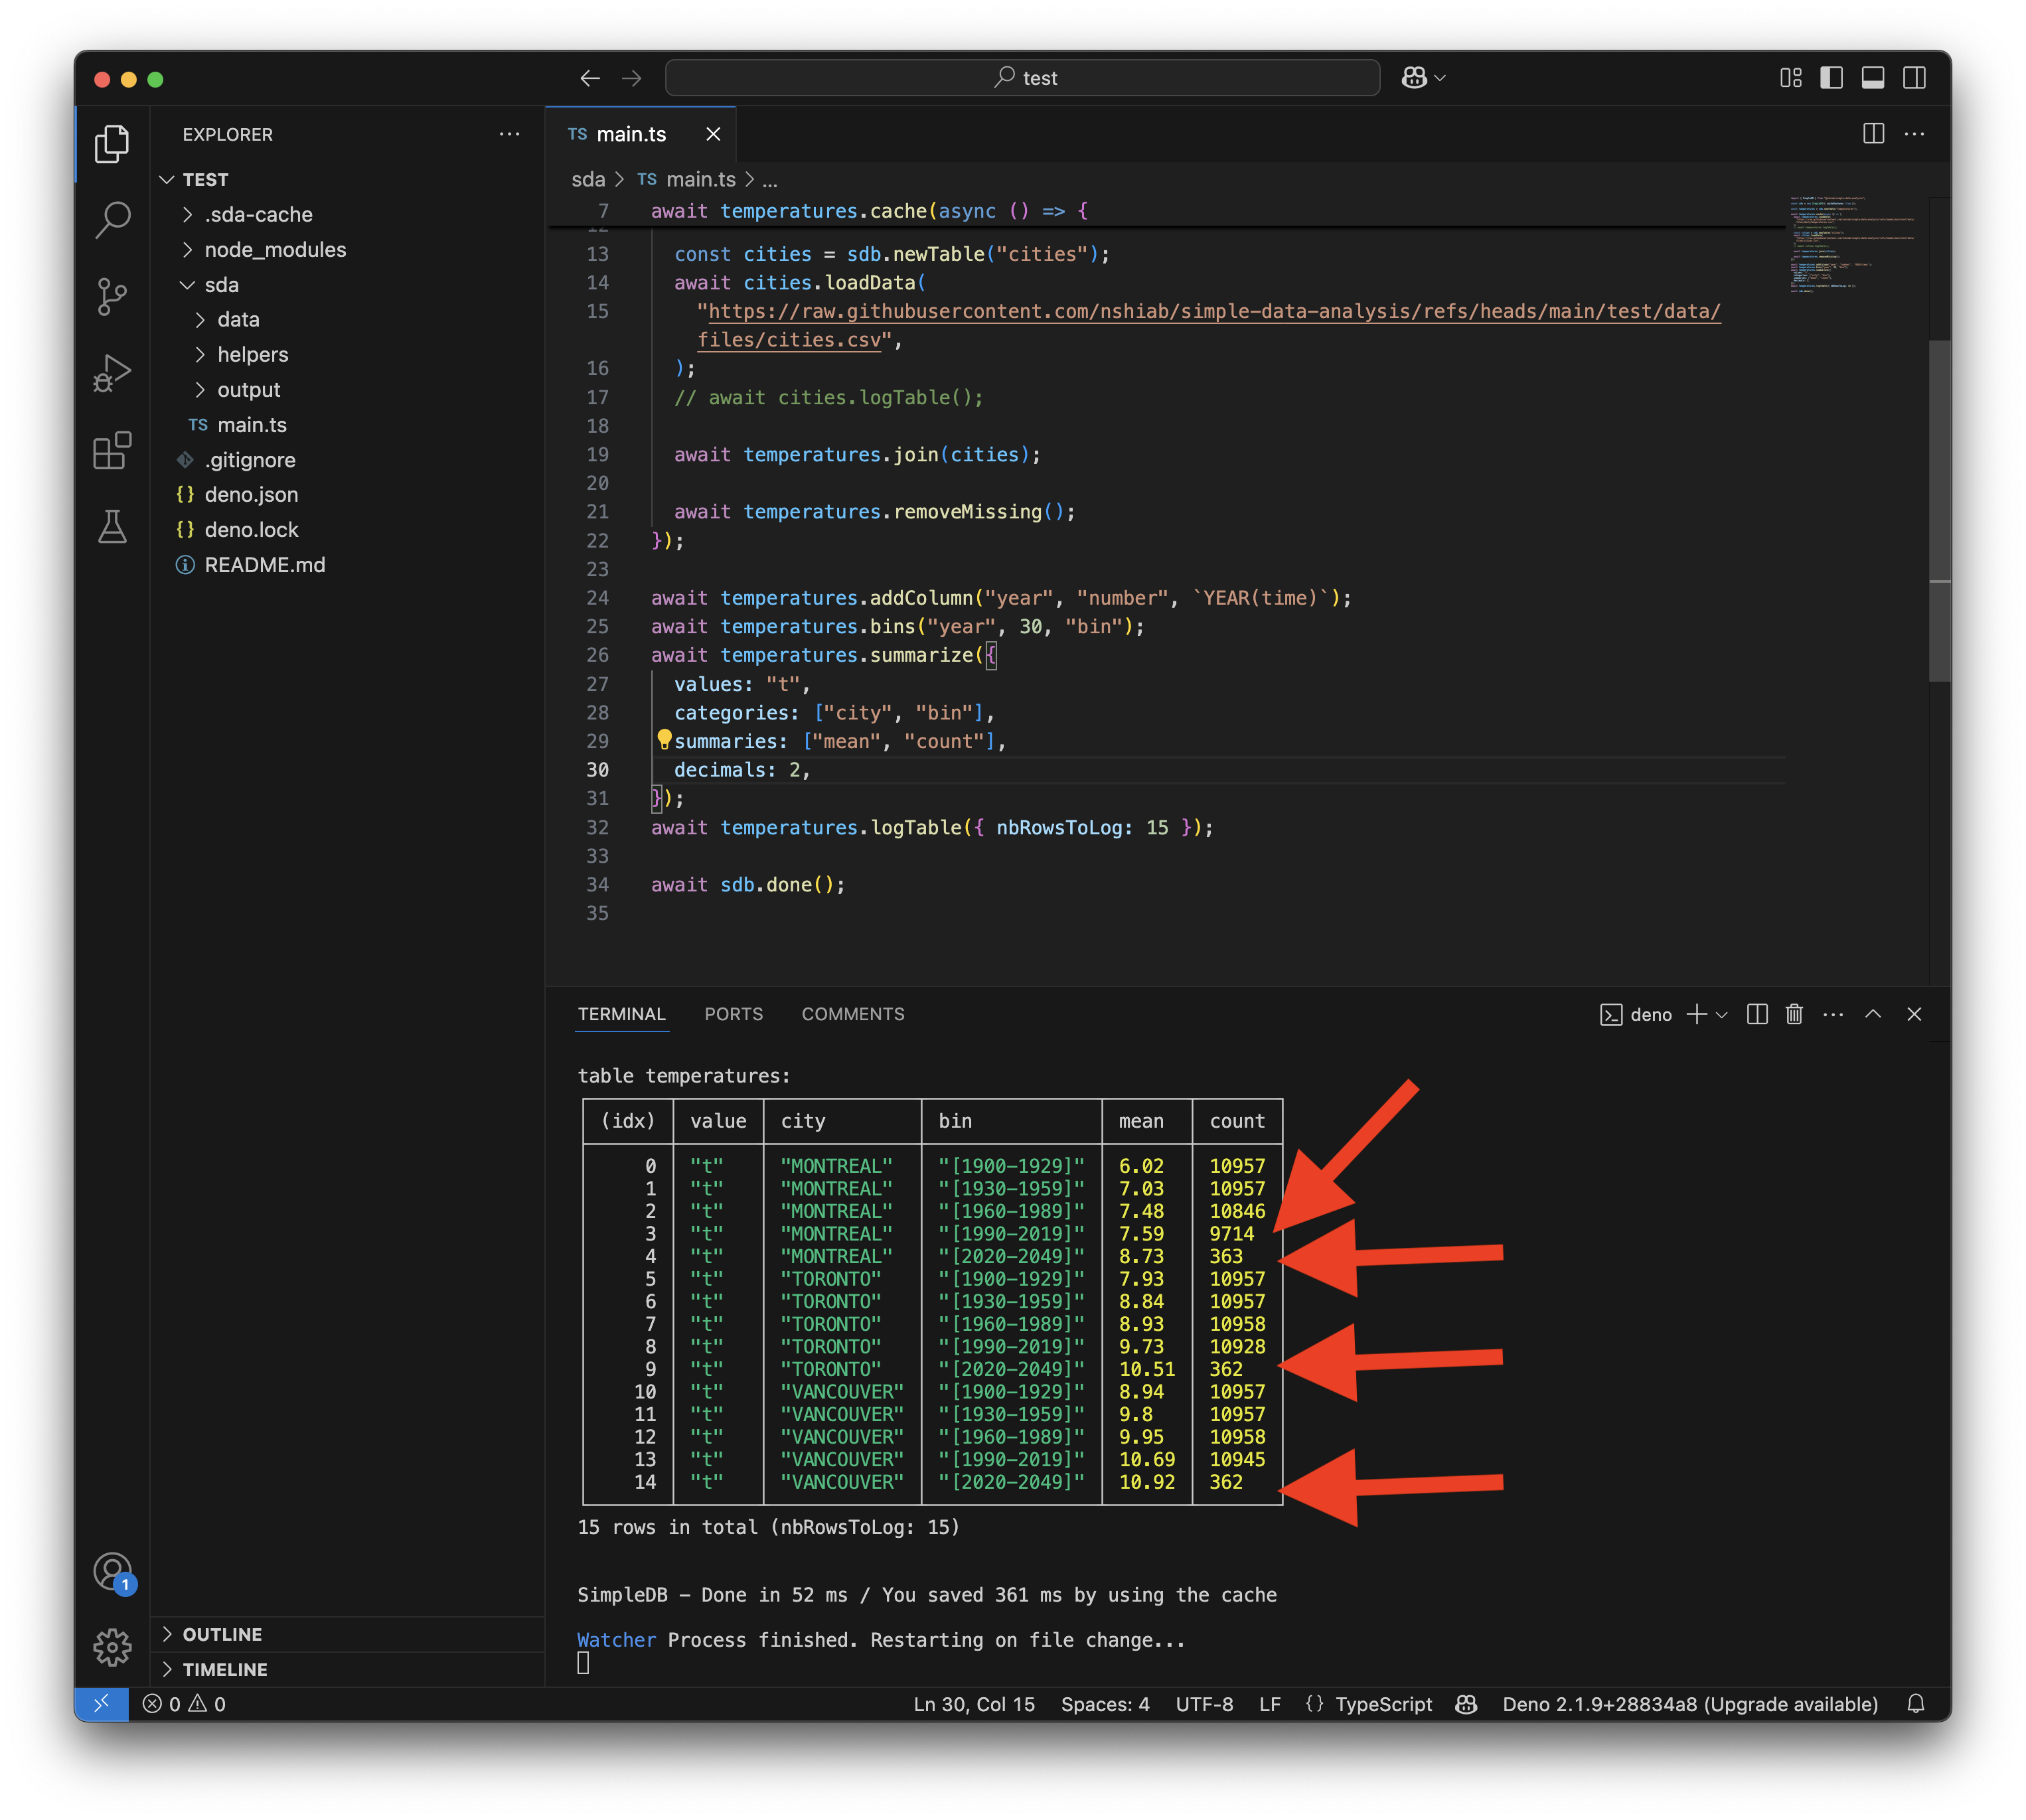 test
EXPLORER
TEST
.sda-cache
node_modules
sda
data
helpers
output
TS main.ts
.gitignore
{} deno.json
{} deno.lock
README.md
OUTLINE
TIMELINE
1
TS main.ts
sda > TS main.ts > ...
7 await temperatures.cache(async () => {
12
13 const cities = sdb.newTable("cities");
14 await cities.loadData(
15 "https://raw.githubusercontent.com/nshiab/simple-data-analysis/refs/heads/main/test/data/
files/cities.csv",
16 );
17 // await cities.logTable();
18
19 await temperatures.join(cities);
20
21 await temperatures.removeMissing();
22 });
23
24 await temperatures.addColumn("year", "number", `YEAR(time)`);
25 await temperatures.bins("year", 30, "bin");
26 await temperatures.summarize({
27 values: "t",
28 categories: ["city", "bin"],
29 summaries: ["mean", "count"],
30 decimals: 2,
31 });
32 await temperatures.logTable({ nbRowsToLog: 15 });
33
34 await sdb.done();
35
TERMINAL PORTS COMMENTS deno
table temperatures:
(idx) value city bin mean count
0 "t" "MONTREAL" "[1900-1929]" 6.02 10957
1 "t" "MONTREAL" "[1930-1959]" 7.03 10957
2 "t" "MONTREAL" "[1960-1989]" 7.48 10846
3 "t" "MONTREAL" "[1990-2019]" 7.59 9714
4 "t" "MONTREAL" "[2020-2049]" 8.73 363
5 "t" "TORONTO" "[1900-1929]" 7.93 10957
6 "t" "TORONTO" "[1930-1959]" 8.84 10957
7 "t" "TORONTO" "[1960-1989]" 8.93 10958
8 "t" "TORONTO" "[1990-2019]" 9.73 10928
9 "t" "TORONTO" "[2020-2049]" 10.51 362
10 "t" "VANCOUVER" "[1900-1929]" 8.94 10957
11 "t" "VANCOUVER" "[1930-1959]" 9.8 10957
12 "t" "VANCOUVER" "[1960-1989]" 9.95 10958
13 "t" "VANCOUVER" "[1990-2019]" 10.69 10945
14 "t" "VANCOUVER" "[2020-2049]" 10.92 362
15 rows in total (nbRowsToLog: 15)
SimpleDB – Done in 52 ms / You saved 361 ms by using the cache
Watcher Process finished. Restarting on file change...
0 0 Ln 30, Col 15 Spaces: 4 UTF-8 LF {} TypeScript Deno 2.1.9+28834a8 (Upgrade available)